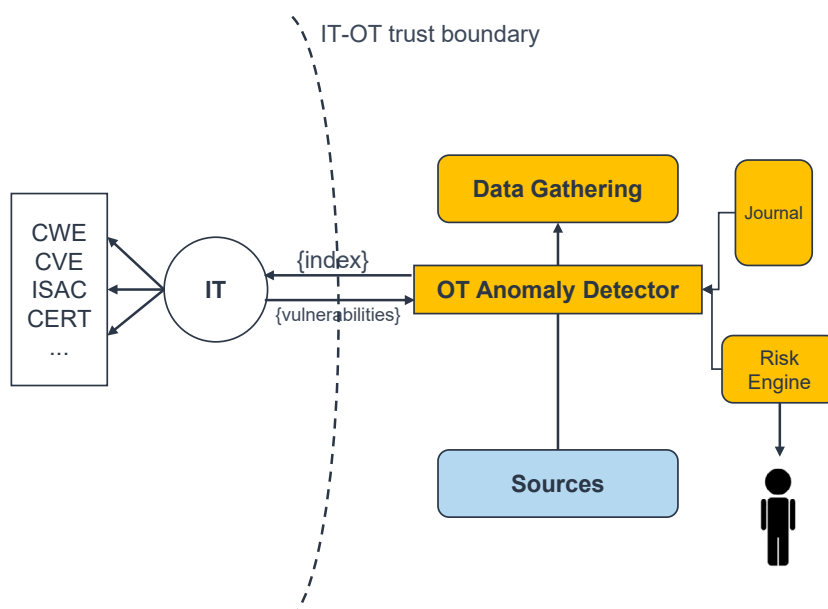 IT-OT trust boundary
Data Gathering
Journal
CWE
CVE
ISAC
CERT
...
IT
{index}
{vulnerabilities}
OT Anomaly Detector
Risk
Engine
Sources